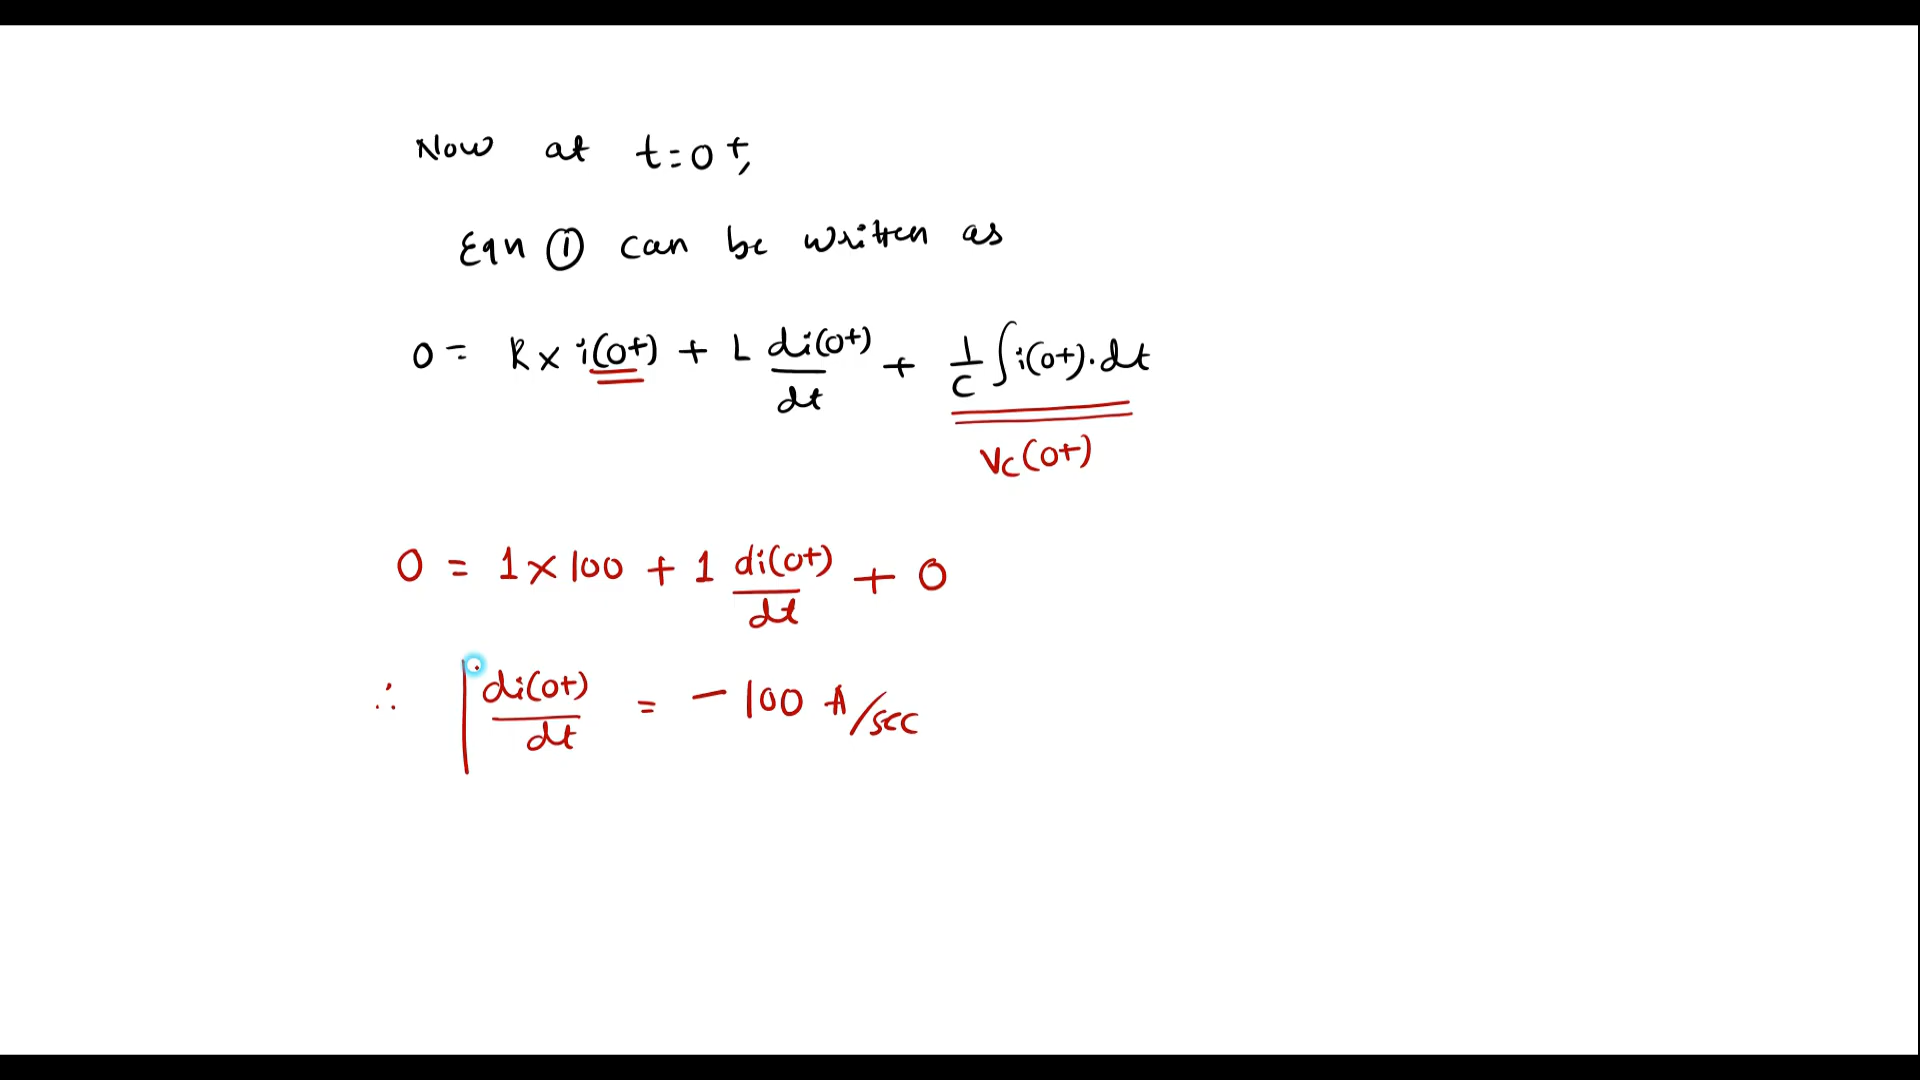 Now at t=0+,
Eqn ① can be written as
0 = R x i(0+) + L di(0+)/dt + 1/C ∫i(0+).dt
Vc(0+)
0 = 1 x 100 + 1 di(0+)/dt + 0
∴ di(0+)/dt = - 100 A/sec